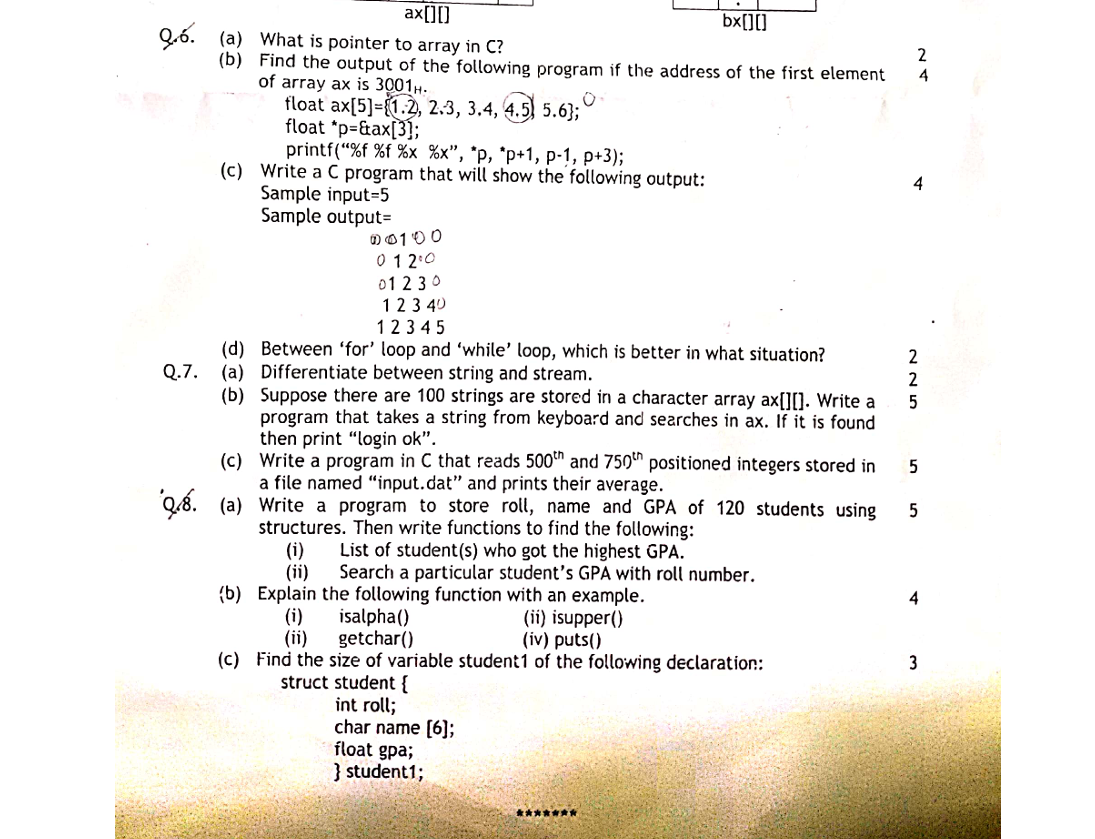 ax[][] bx[][]
Q.6. (a) What is pointer to array in C? 2
(b) Find the output of the following program if the address of the first element 4
of array ax is 3001H.
float ax[5]={1.2, 2.3, 3.4, 4.5, 5.6};
float *p=&ax[3];
printf("%f %f %x %x", *p, *p+1, p-1, p+3);
(c) Write a C program that will show the following output: 4
Sample input=5
Sample output=
0 0 1 0 0
0 1 2 0
0 1 2 3 0
1 2 3 4 0
1 2 3 4 5
(d) Between ‘for’ loop and ‘while’ loop, which is better in what situation? 2
Q.7. (a) Differentiate between string and stream. 2
(b) Suppose there are 100 strings are stored in a character array ax[][]. Write a 5
program that takes a string from keyboard and searches in ax. If it is found
then print “login ok”.
(c) Write a program in C that reads 500th and 750th positioned integers stored in 5
a file named “input.dat” and prints their average.
Q.8. (a) Write a program to store roll, name and GPA of 120 students using 5
structures. Then write functions to find the following:
(i) List of student(s) who got the highest GPA.
(ii) Search a particular student’s GPA with roll number.
(b) Explain the following function with an example. 4
(i) isalpha() (ii) isupper()
(ii) getchar() (iv) puts()
(c) Find the size of variable student1 of the following declaration: 3
struct student {
int roll;
char name [6];
float gpa;
} student1;
*******